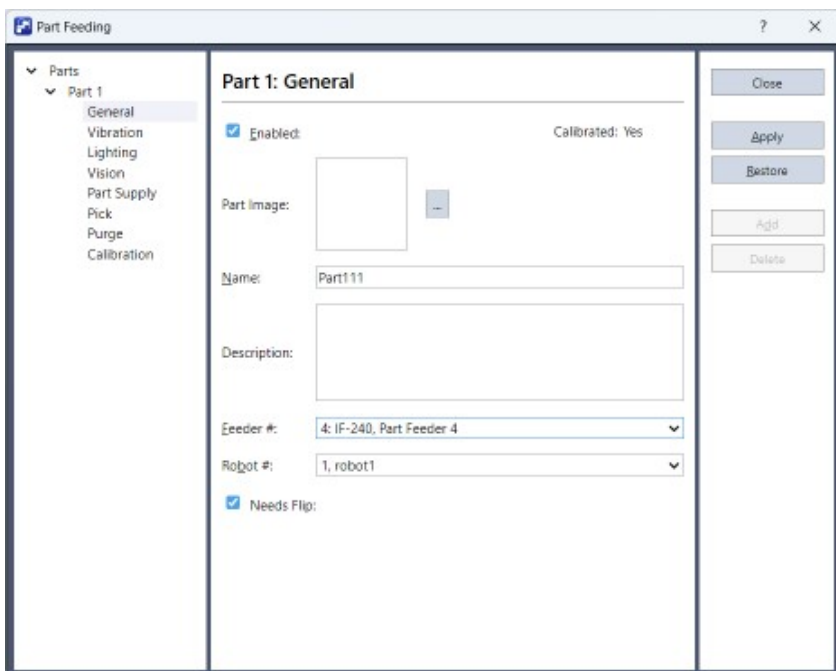 Part Feeding
?
Parts
Part 1
General
Vibration
Lighting
Vision
Part Supply
Pick
Purge
Calibration
Part 1: General
Enabled:
Calibrated: Yes
Part Image:
...
Name:
Part111
Description:
Feeder #:
4: IF-240, Part Feeder 4
Robot #:
1, robot1
Needs Flip:
Close
Apply
Restore
Add
Delete